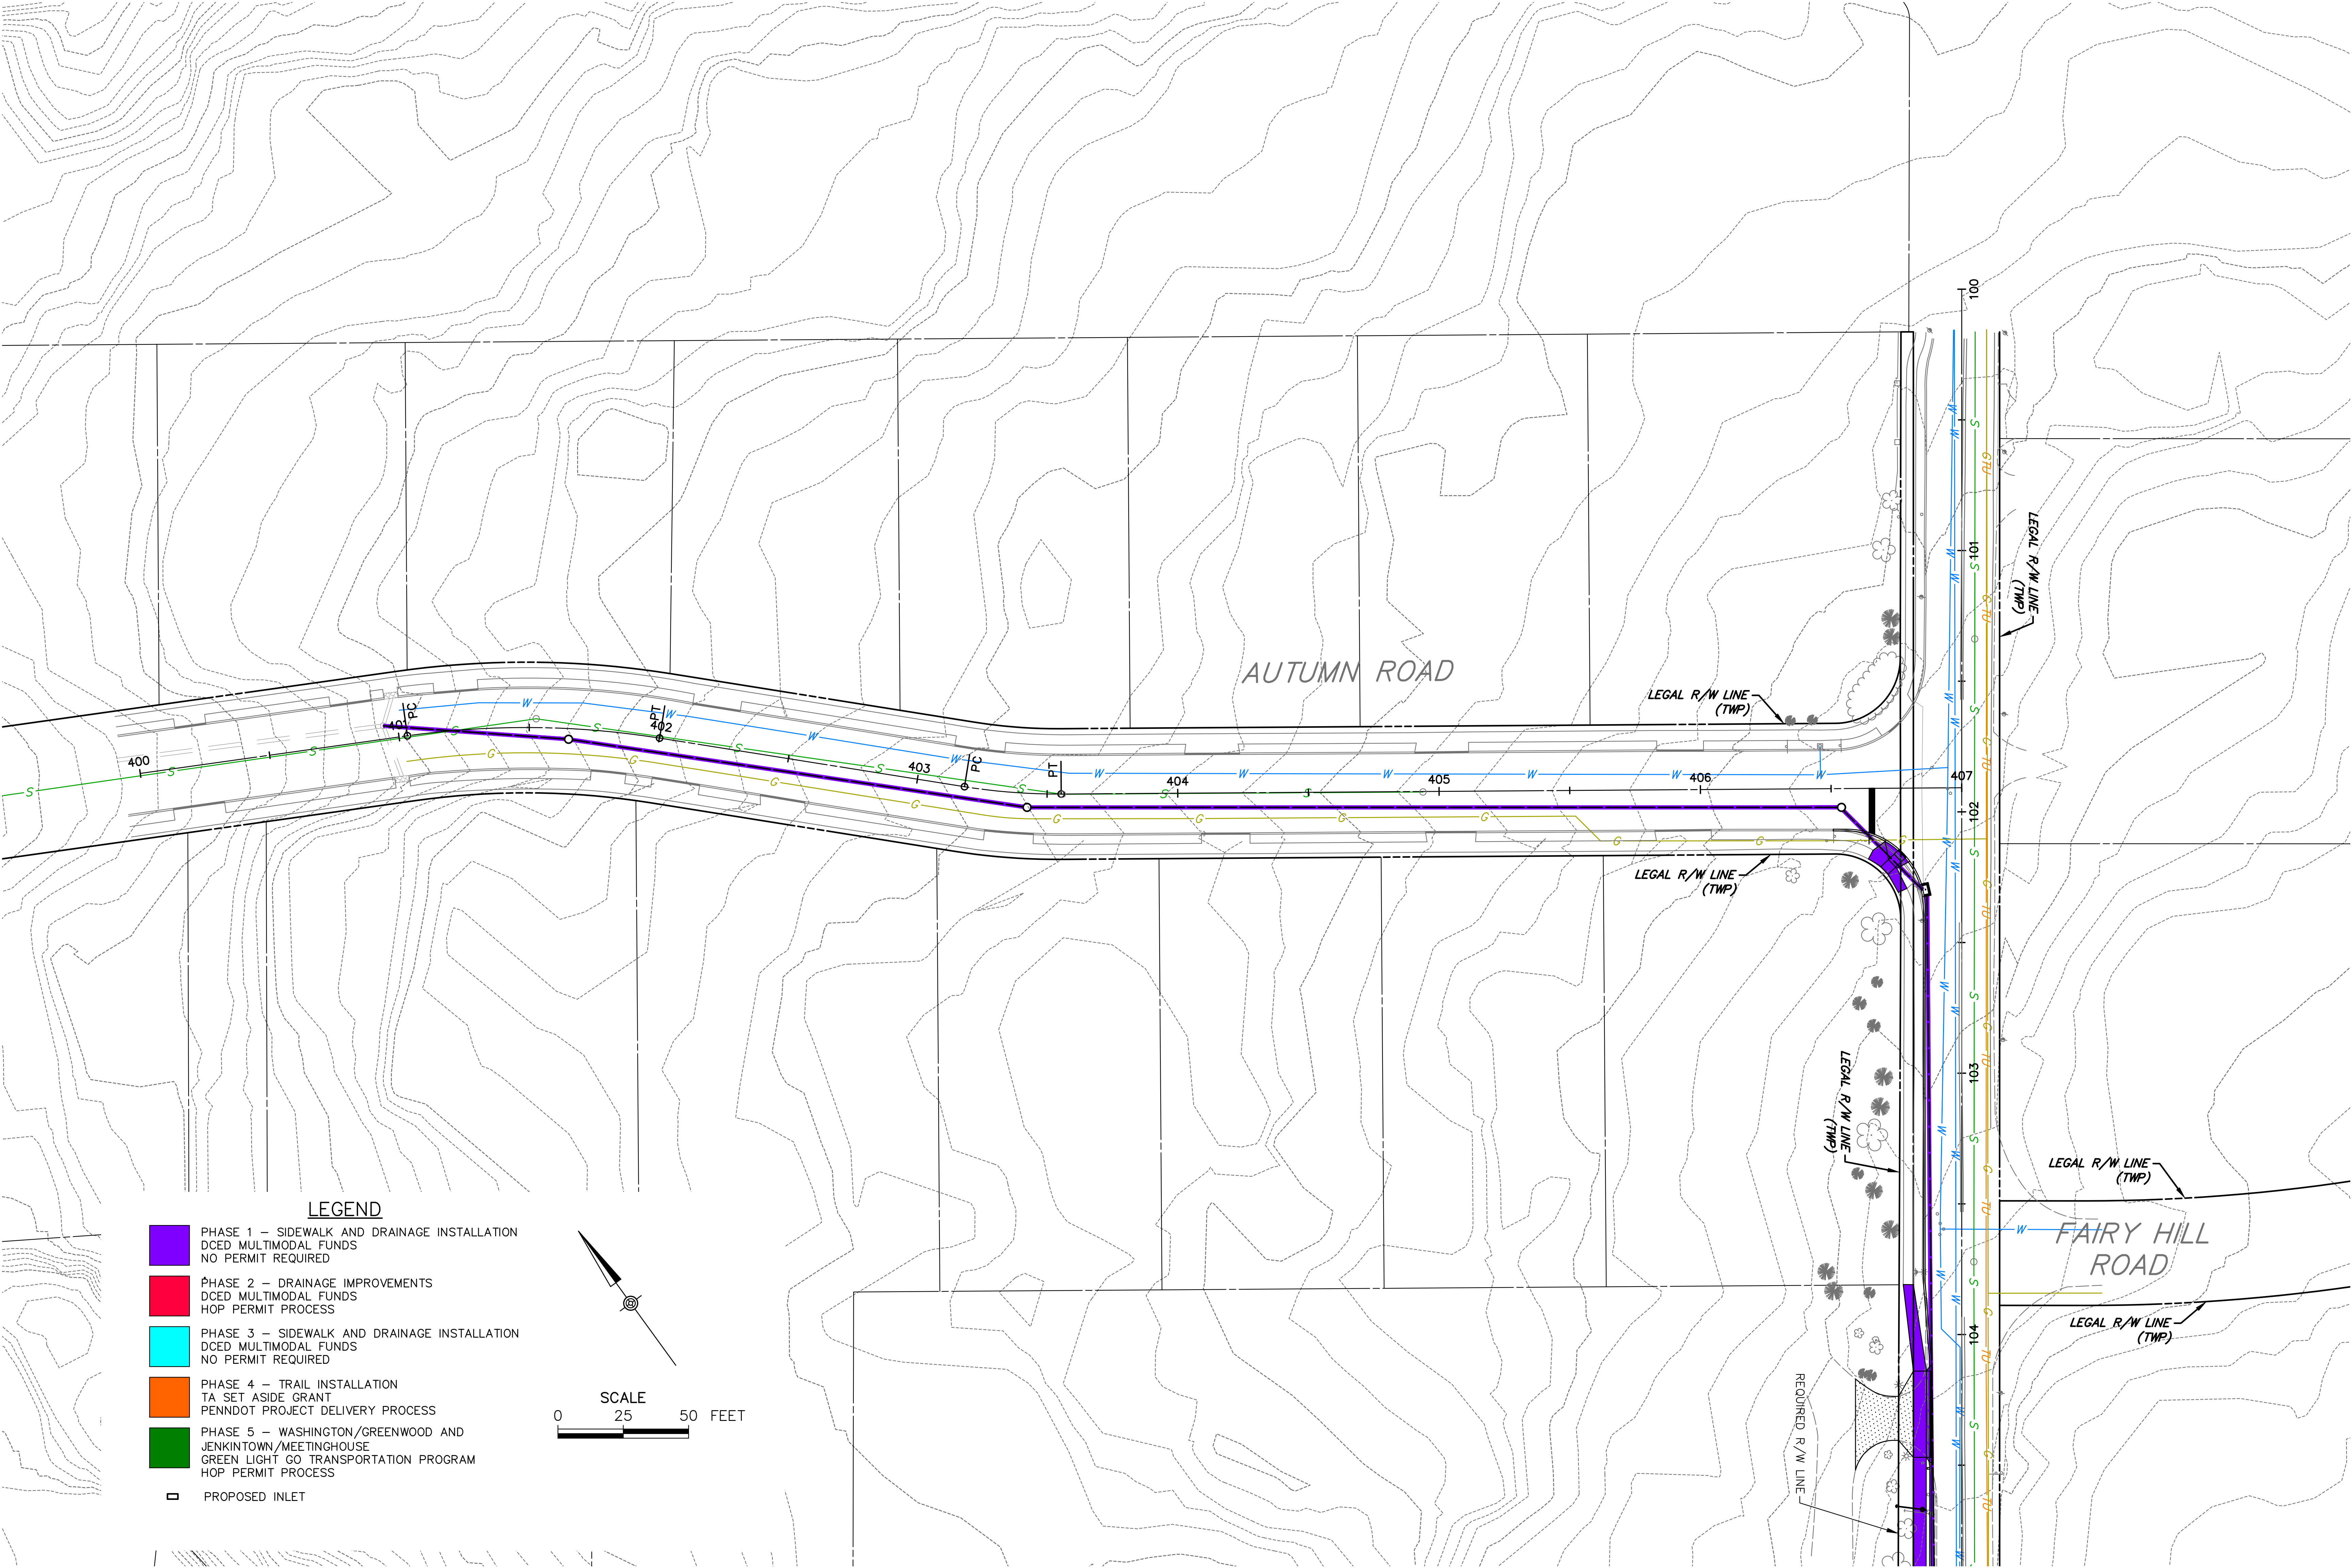 100
LEGAL R/W LINE
(TWP)
101
AUTUMN ROAD
LEGAL R/W LINE
(TWP)
400
401
PC
PT
402
403
PC
PT
404
405
406
407
102
LEGAL R/W LINE
(TWP)
103
LEGAL R/W LINE
(TWP)
LEGAL R/W LINE
(TWP)
FAIRY HILL
ROAD
LEGAL R/W LINE
(TWP)
104
REQUIRED R/W LINE
LEGEND
PHASE 1 – SIDEWALK AND DRAINAGE INSTALLATION
DCED MULTIMODAL FUNDS
NO PERMIT REQUIRED
PHASE 2 – DRAINAGE IMPROVEMENTS
DCED MULTIMODAL FUNDS
HOP PERMIT PROCESS
PHASE 3 – SIDEWALK AND DRAINAGE INSTALLATION
DCED MULTIMODAL FUNDS
NO PERMIT REQUIRED
PHASE 4 – TRAIL INSTALLATION
TA SET ASIDE GRANT
PENNDOT PROJECT DELIVERY PROCESS
PHASE 5 – WASHINGTON/GREENWOOD AND
JENKINTOWN/MEETINGHOUSE
GREEN LIGHT GO TRANSPORTATION PROGRAM
HOP PERMIT PROCESS
PROPOSED INLET
SCALE
0 25 50 FEET